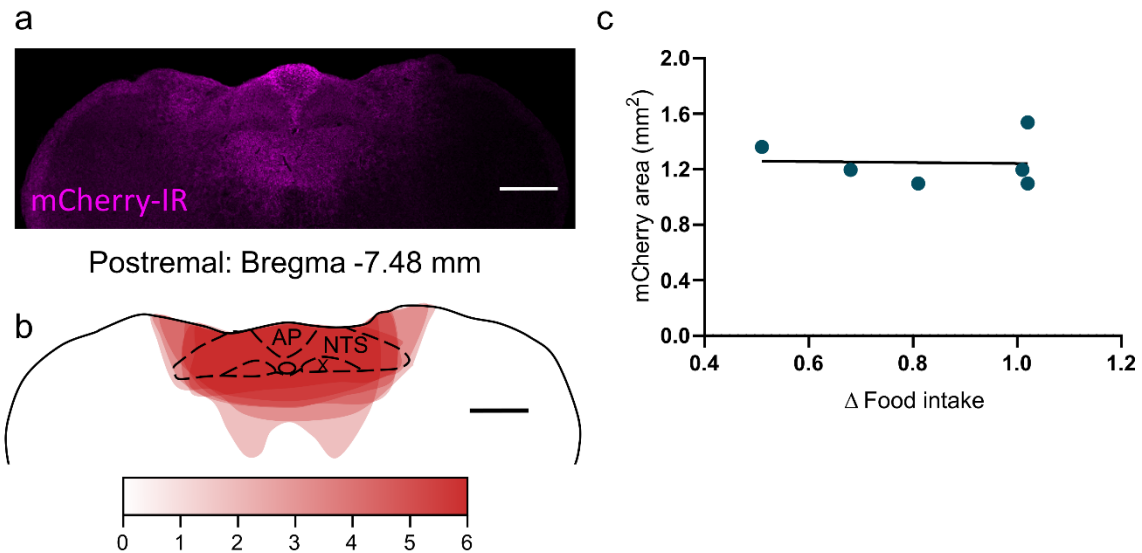 a
mCherry-IR
Postremal: Bregma -7.48 mm
b
AP
NTS
X
0 1 2 3 4 5 6
c
mCherry area (mm²)
2.0
1.6
1.2
0.8
0.4
0.0
0.4 0.6 0.8 1.0 1.2
Δ Food intake